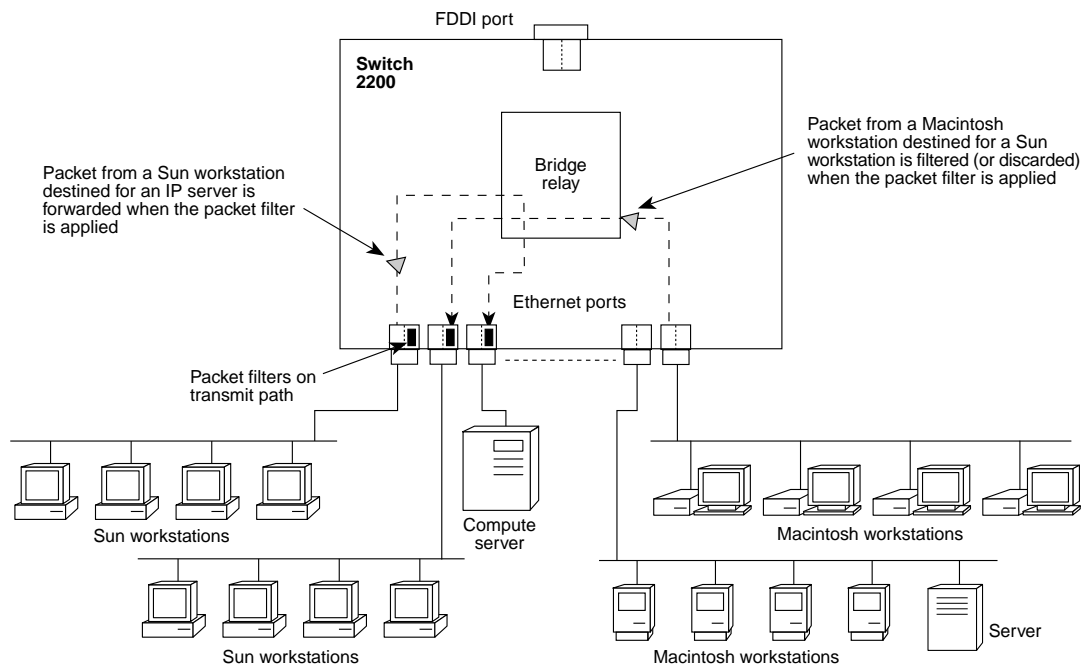 FDDI port
Switch
2200
Packet from a Macintosh
workstation destined for a Sun
workstation is filtered (or discarded)
when the packet filter is applied
Bridge
relay
Packet from a Sun workstation
destined for an IP server is
forwarded when the packet filter
is applied
Ethernet ports
Packet filters on
transmit path
Sun workstations
Compute
server
Macintosh workstations
Sun workstations
Macintosh workstations
Server